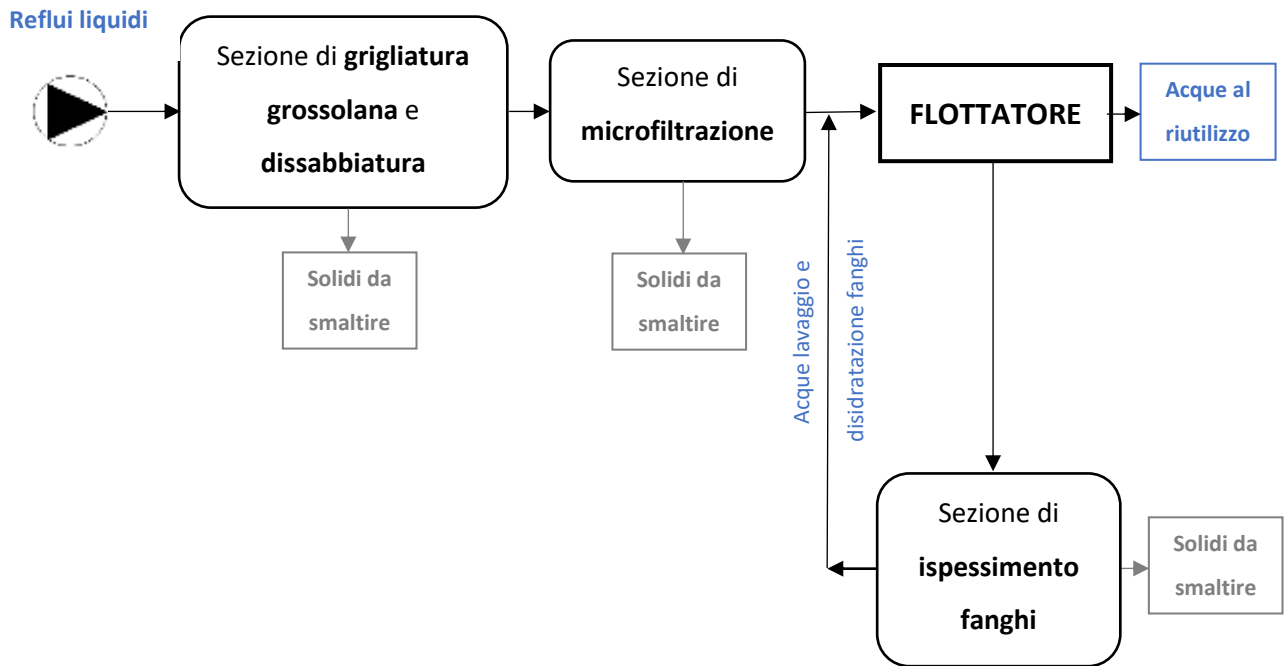 Reflui liquidi
Sezione di grigliatura
grossolana e
dissabbiatura
Sezione di
microfiltrazione
FLOTTATORE
Acque al
riutilizzo
Solidi da
smaltire
Solidi da
smaltire
Acque lavaggio e
disidratazione fanghi
Sezione di
ispessimento
fanghi
Solidi da
smaltire